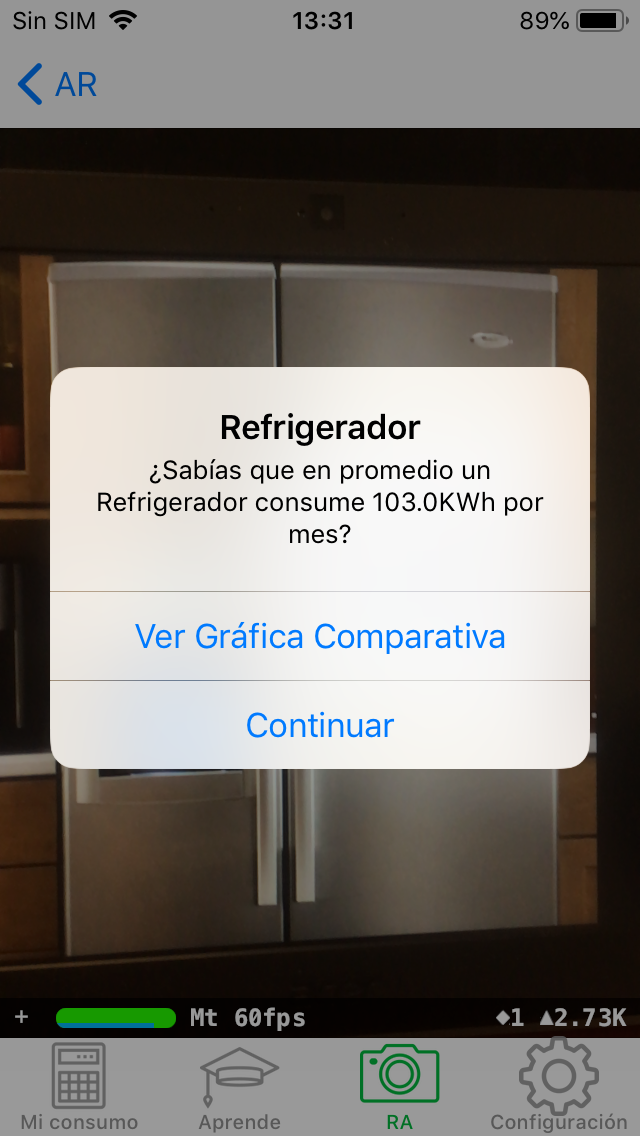 Sin SIM 13:31 89%
AR
Refrigerador
¿Sabías que en promedio un
Refrigerador consume 103.0KWh por
mes?
Ver Gráfica Comparativa
Continuar
+ Mt 60fps ◆1 ▲2.73K
Mi consumo Aprende RA Configuración